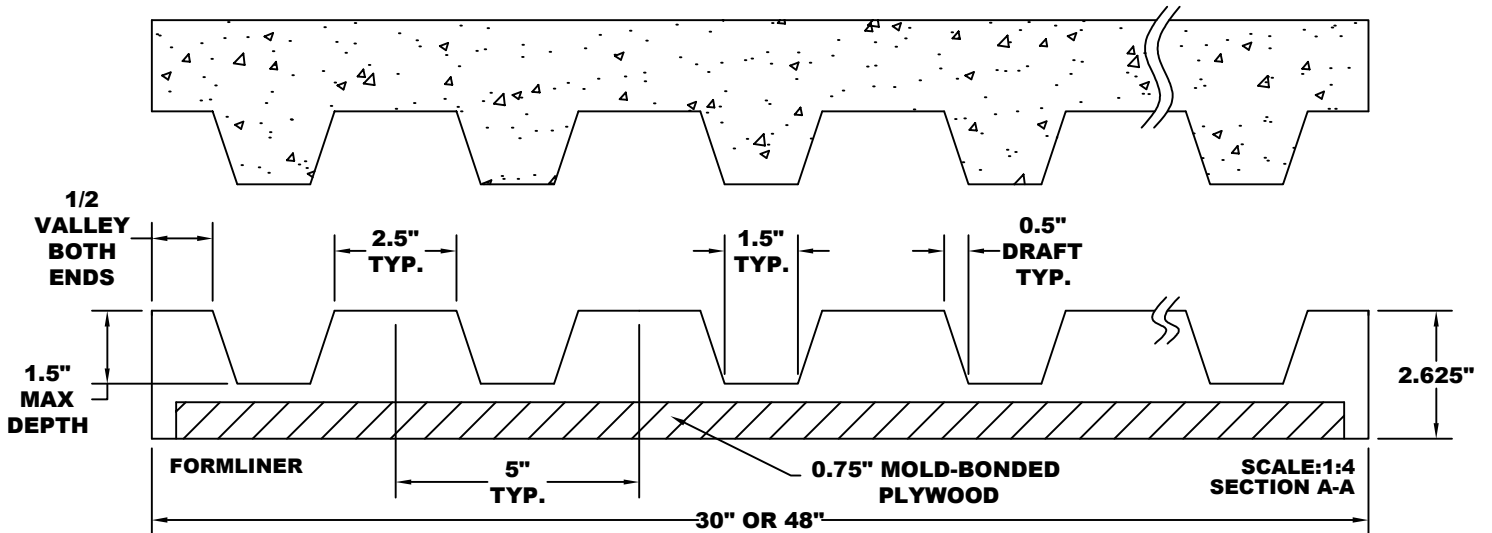 1/2
VALLEY
BOTH
ENDS
2.5"
TYP.
1.5"
TYP.
0.5"
DRAFT
TYP.
1.5"
MAX
DEPTH
2.625"
FORMLINER
5"
TYP.
0.75" MOLD-BONDED
PLYWOOD
SCALE:1:4
SECTION A-A
30" OR 48"